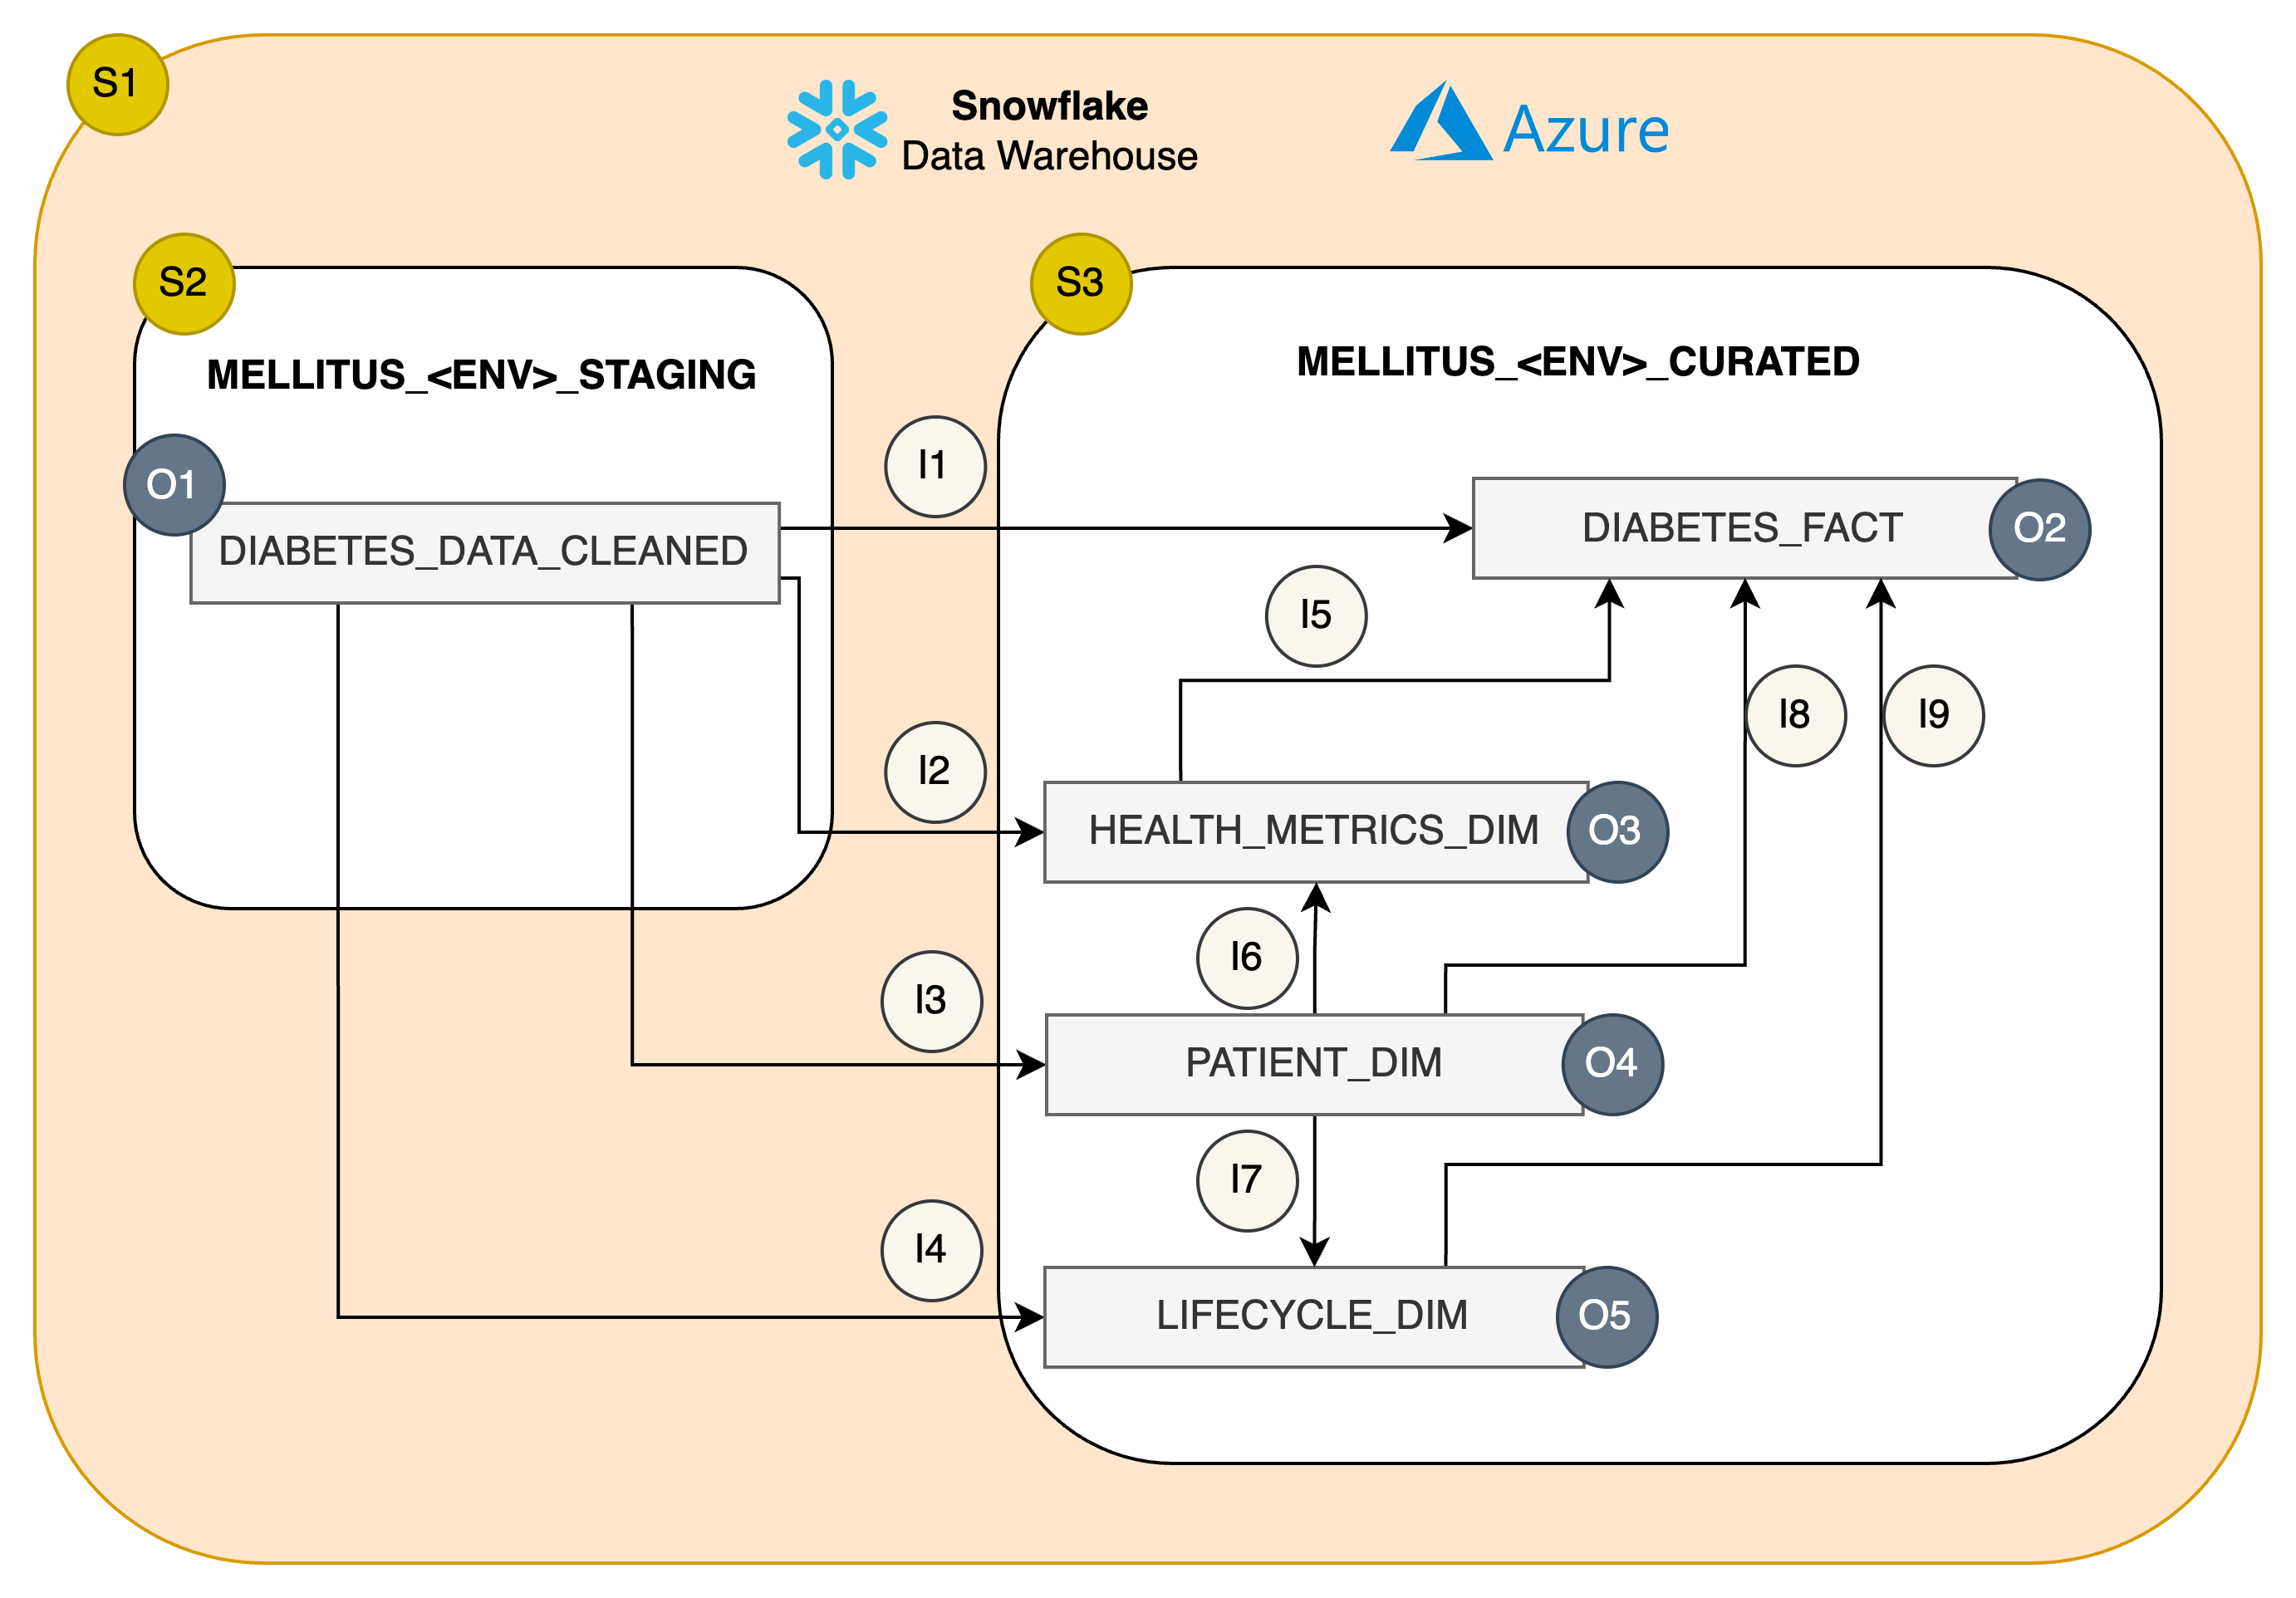 S1
Snowflake
Data Warehouse
Azure
S2
S3
MELLITUS_<ENV>_STAGING
MELLITUS_<ENV>_CURATED
O1
DIABETES_DATA_CLEANED
I1
DIABETES_FACT
O2
I5
I8
I9
I2
HEALTH_METRICS_DIM
O3
I6
I3
PATIENT_DIM
O4
I7
I4
LIFECYCLE_DIM
O5